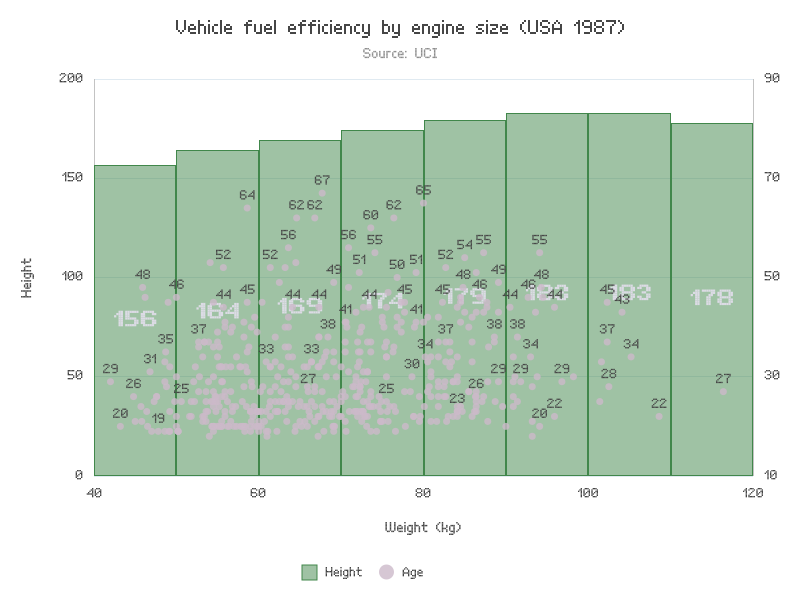 Vehicle fuel efficiency by engine size (USA 1987)
Source: UCI
200 90
67
64 65
62 62 62
60
150 70
56 56 55 54 55 55
52 52 51 50 51 52
48 49 48 49 48
100 50
46 45 45 45 46 46 45
44 44 44 44 44 44 43
156 164 169 174 179 183 183 178
41 41
37 38 37 38 38 37
35 33 33 34 34 34
31 30
29 29 29 29 28
27 27
50 30
26 25 25 26
23 22 22
20 19 20
0 10
40 60 80 100 120
Height
Weight (kg)
Height Age